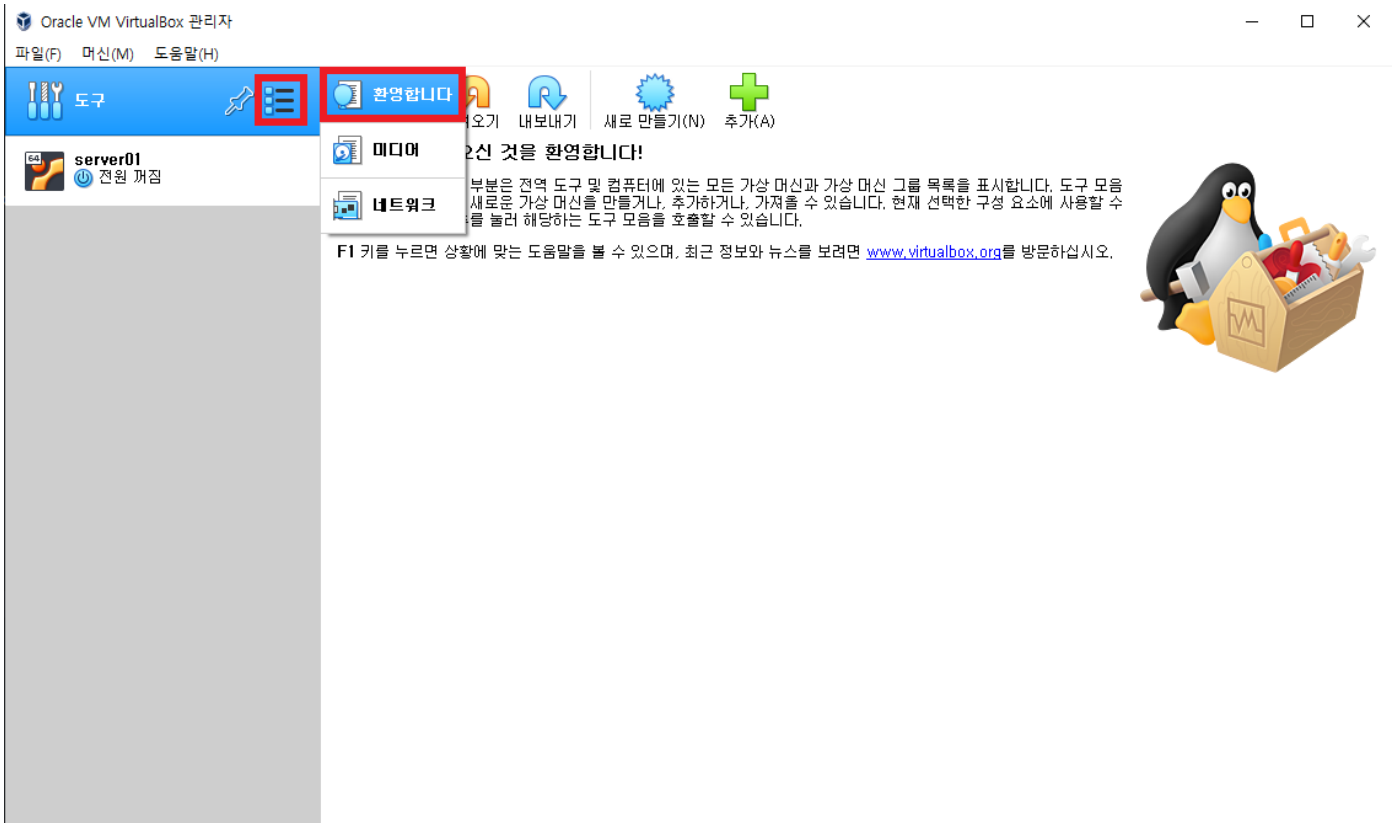 Oracle VM VirtualBox 관리자
파일(F) 머신(M) 도움말(H)
도구
환영합니다
미디어
네트워크
오기 내보내기 새로 만들기(N) 추가(A)
64
server01
전원 꺼짐
신 것을 환영합니다!
부분은 전역 도구 및 컴퓨터에 있는 모든 가상 머신과 가상 머신 그룹 목록을 표시합니다. 도구 모음
새로운 가상 머신을 만들거나, 추가하거나, 가져올 수 있습니다. 현재 선택한 구성 요소에 사용할 수
를 눌러 해당하는 도구 모음을 호출할 수 있습니다.
F1 키를 누르면 상황에 맞는 도움말을 볼 수 있으며, 최근 정보와 뉴스를 보려면 www.virtualbox.org를 방문하십시오.